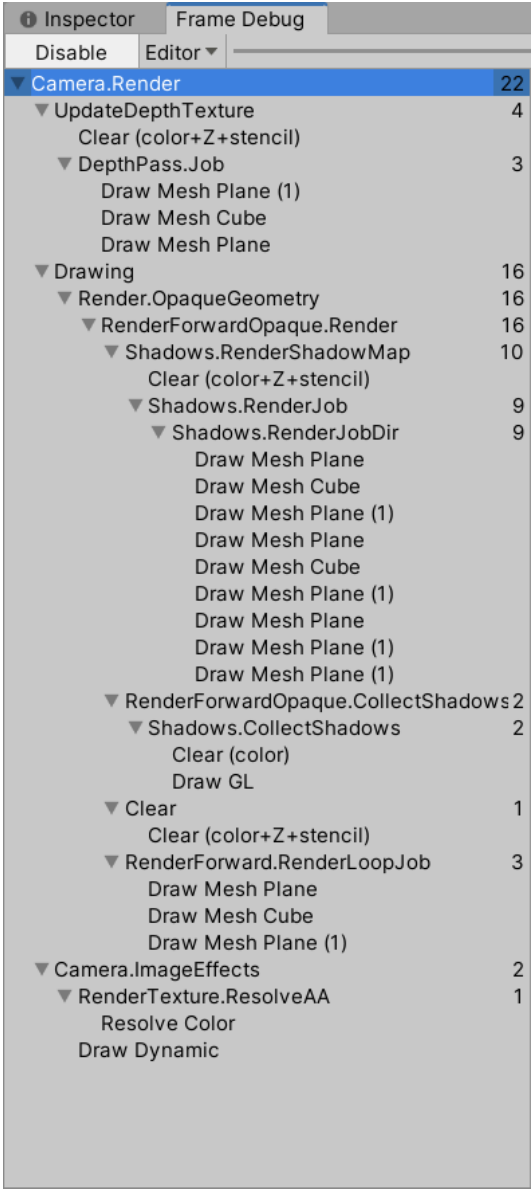 Inspector Frame Debug
Disable Editor
Camera.Render 22
UpdateDepthTexture 4
Clear (color+Z+stencil)
DepthPass.Job 3
Draw Mesh Plane (1)
Draw Mesh Cube
Draw Mesh Plane
Drawing 16
Render.OpaqueGeometry 16
RenderForwardOpaque.Render 16
Shadows.RenderShadowMap 10
Clear (color+Z+stencil)
Shadows.RenderJob 9
Shadows.RenderJobDir 9
Draw Mesh Plane
Draw Mesh Cube
Draw Mesh Plane (1)
Draw Mesh Plane
Draw Mesh Cube
Draw Mesh Plane (1)
Draw Mesh Plane
Draw Mesh Plane (1)
Draw Mesh Plane (1)
RenderForwardOpaque.CollectShadows 2
Shadows.CollectShadows 2
Clear (color)
Draw GL
Clear 1
Clear (color+Z+stencil)
RenderForward.RenderLoopJob 3
Draw Mesh Plane
Draw Mesh Cube
Draw Mesh Plane (1)
Camera.ImageEffects 2
RenderTexture.ResolveAA 1
Resolve Color
Draw Dynamic